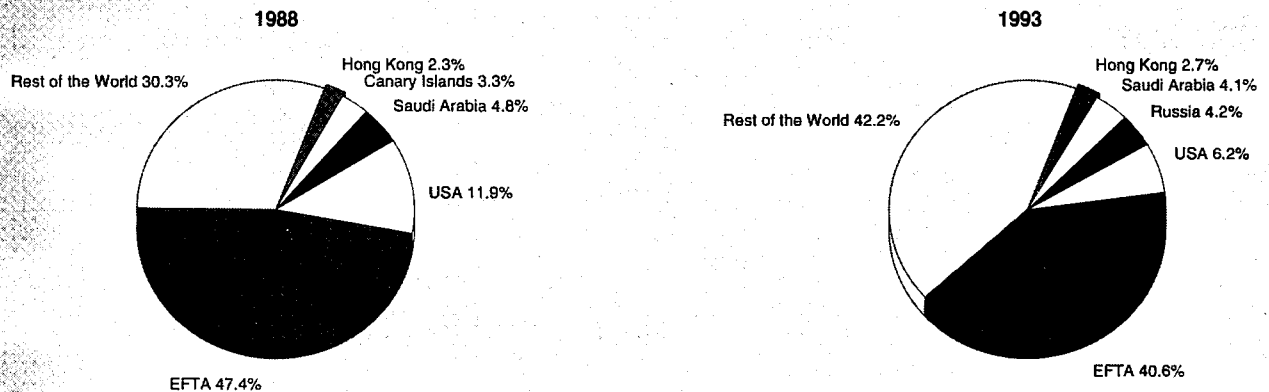 1988
Hong Kong 2.3%
Rest of the World 30.3%
Canary Islands 3.3%
Saudi Arabia 4.8%
USA 11.9%
EFTA 47.4%
1993
Hong Kong 2.7%
Saudi Arabia 4.1%
Russia 4.2%
Rest of the World 42.2%
USA 6.2%
EFTA 40.6%